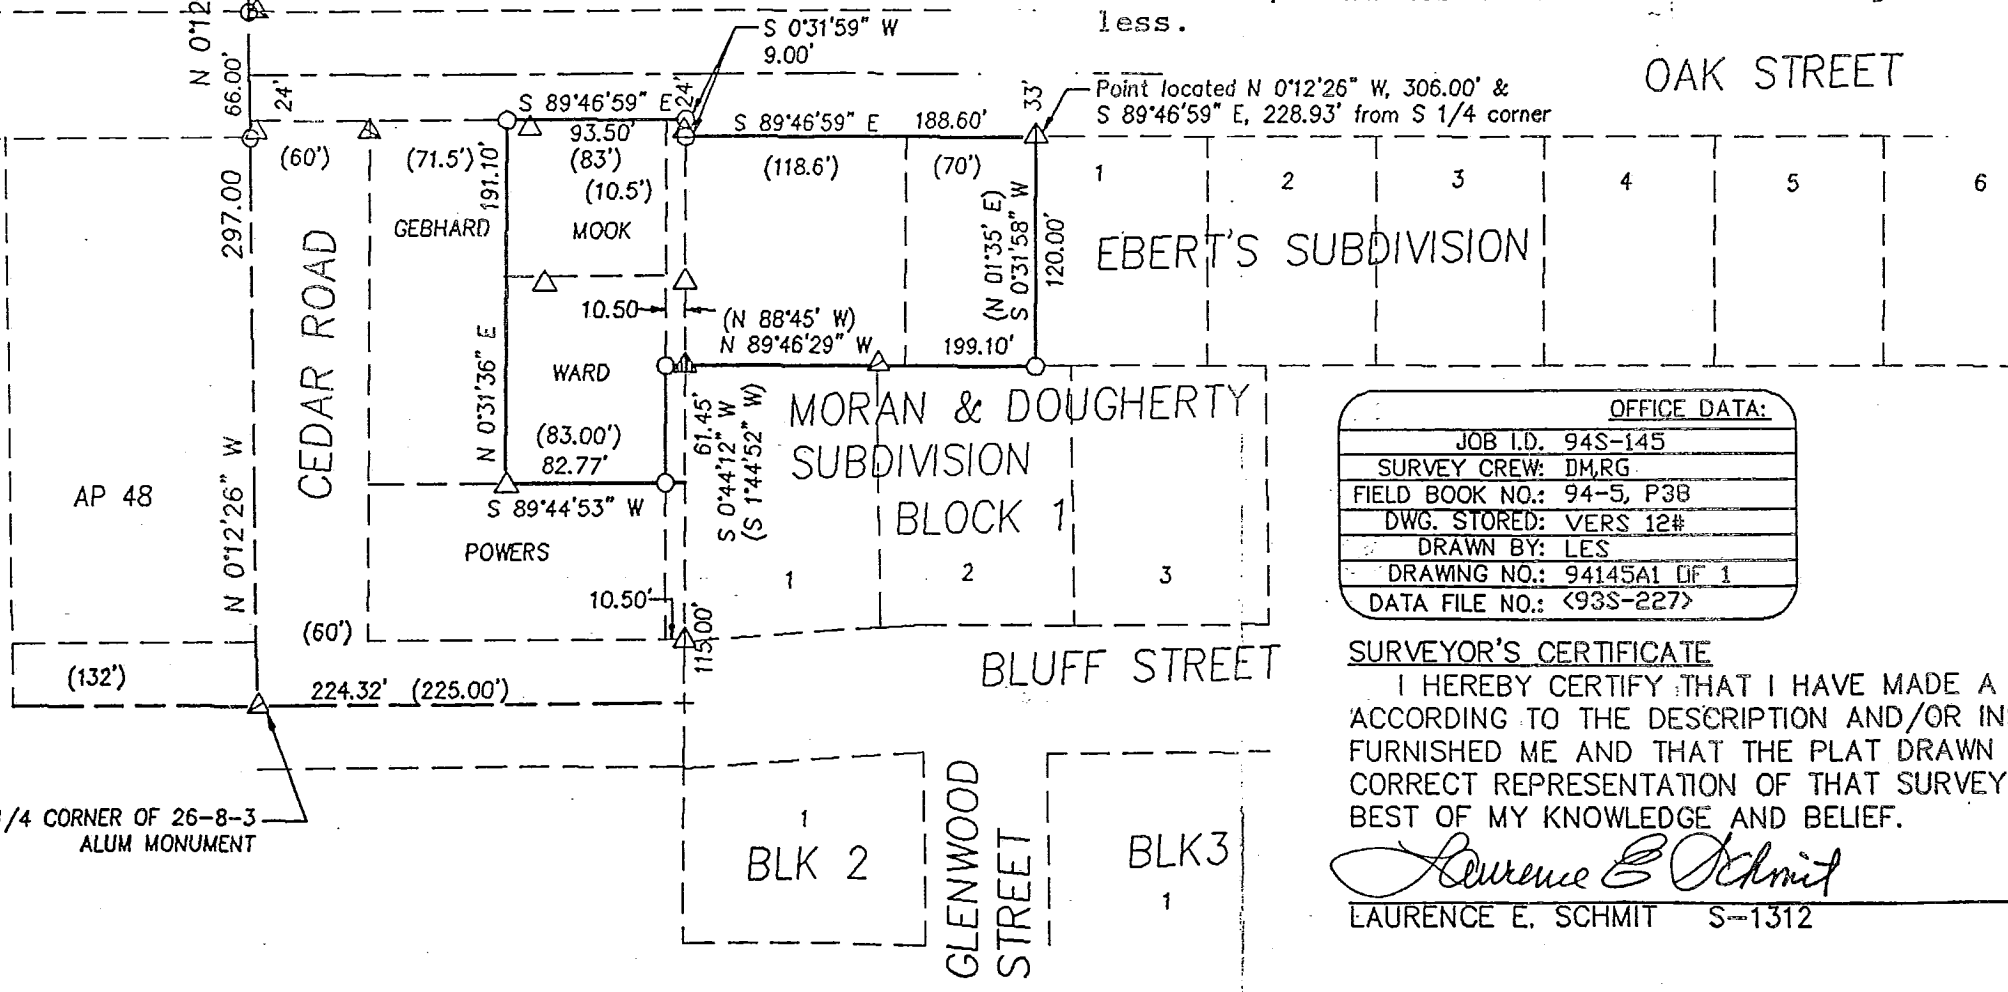 less.
N 0°12
66.00'
24'
S 0°31'59" W
9.00'
24'
33'
Point located N 0°12'26" W, 306.00' &
S 89°46'59" E, 228.93' from S 1/4 corner
OAK STREET
S 89°46'59" E
93.50'
S 89°46'59" E 188.60'
(60')
(71.5')
(83')
(10.5')
(118.6')
(70')
1
2
3
4
5
6
297.00
191.10'
GEBHARD
MOOK
CEDAR ROAD
(N 01°35' E)
S 0°31'58" W
120.00'
EBERT'S SUBDIVISION
10.50
(N 88°45' W)
N 89°46'29" W 199.10'
N 0°31'36" E
WARD
(83.00')
82.77'
S 89°44'53" W
61.45'
S 0°44'12" W
(S 1°44'52" W)
MORAN & DOUGHERTY
SUBDIVISION
BLOCK 1
AP 48
N 0°12'26" W
POWERS
1
2
3
10.50'
(60')
115.00'
BLUFF STREET
(132')
224.32' (225.00')
/4 CORNER OF 26-8-3
ALUM MONUMENT
1
BLK 2
GLENWOOD
STREET
BLK3
1
OFFICE DATA:
JOB I.D. 94S-145
SURVEY CREW: DM,RG
FIELD BOOK NO.: 94-5, P38
DWG. STORED: VERS 12#
DRAWN BY: LES
DRAWING NO.: 94145A1 OF 1
DATA FILE NO.: <93S-227>
SURVEYOR'S CERTIFICATE
I HEREBY CERTIFY THAT I HAVE MADE A
ACCORDING TO THE DESCRIPTION AND/OR IN
FURNISHED ME AND THAT THE PLAT DRAWN
CORRECT REPRESENTATION OF THAT SURVEY
BEST OF MY KNOWLEDGE AND BELIEF.
Laurence E Schmit
LAURENCE E. SCHMIT S-1312